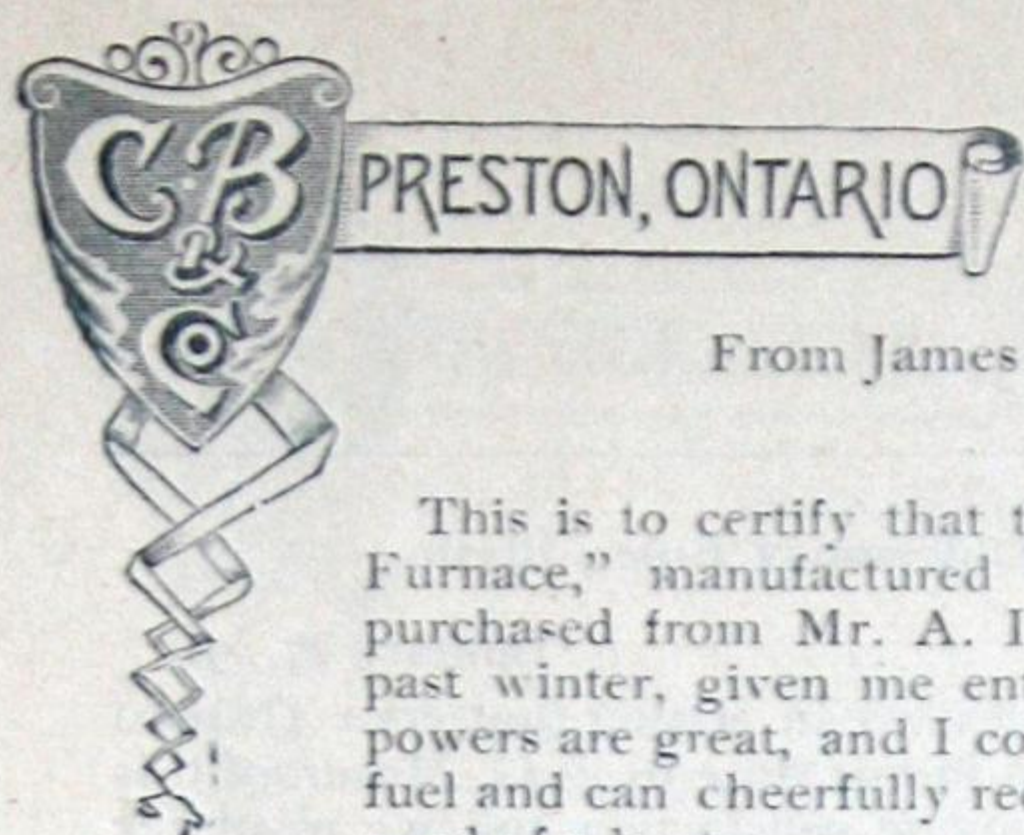 C. B
& Co
PRESTON, ONTARIO
From James
This is to certify that
Furnace,” manufactured
purchased from Mr. A.
past winter, given me
powers are great, and I
fuel and can cheerfully